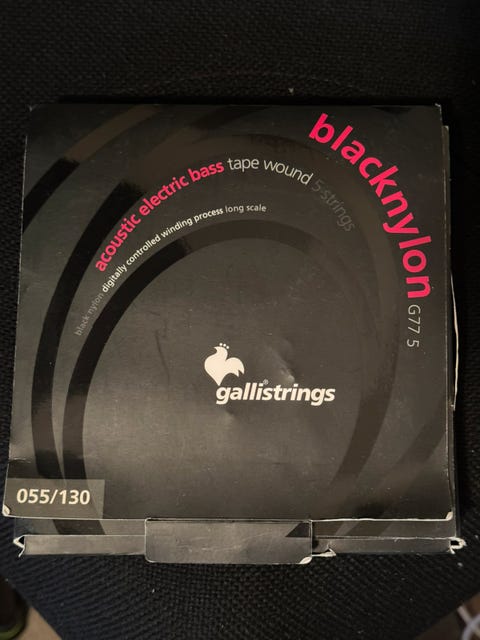 blacknylon G77 5
acoustic electric bass tape wound 5 strings
black nylon digitally controlled winding process long scale
gallistrings®
055/130